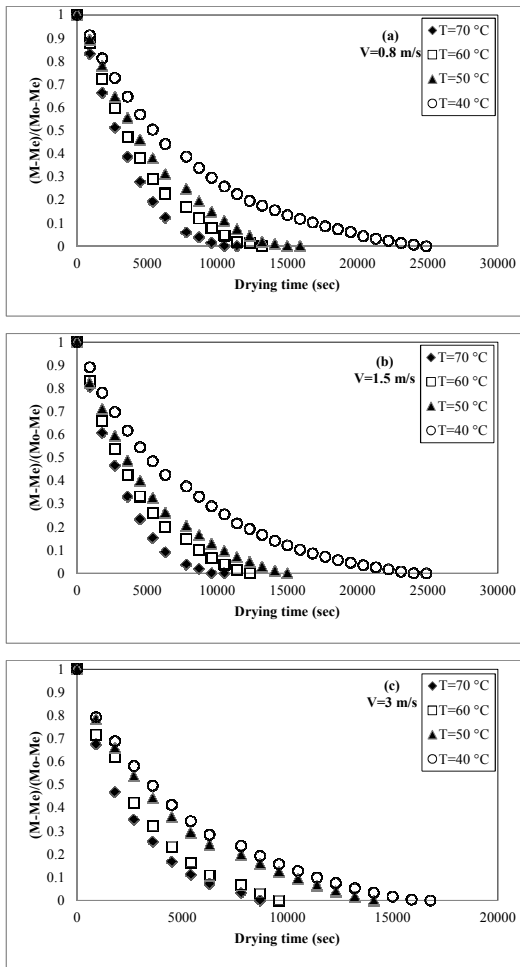 (a)
V=0.8 m/s
T=70 °C
T=60 °C
T=50 °C
T=40 °C
(M-Me)/(Mo-Me)
1
0.9
0.8
0.7
0.6
0.5
0.4
0.3
0.2
0.1
0
0 5000 10000 15000 20000 25000 30000
Drying time (sec)
(b)
V=1.5 m/s
T=70 °C
T=60 °C
T=50 °C
T=40 °C
(M-Me)/(Mo-Me)
1
0.9
0.8
0.7
0.6
0.5
0.4
0.3
0.2
0.1
0
0 5000 10000 15000 20000 25000 30000
Drying time (sec)
(c)
V=3 m/s
T=70 °C
T=60 °C
T=50 °C
T=40 °C
(M-Me)/(Mo-Me)
1
0.9
0.8
0.7
0.6
0.5
0.4
0.3
0.2
0.1
0
0 5000 10000 15000 20000
Drying time (sec)